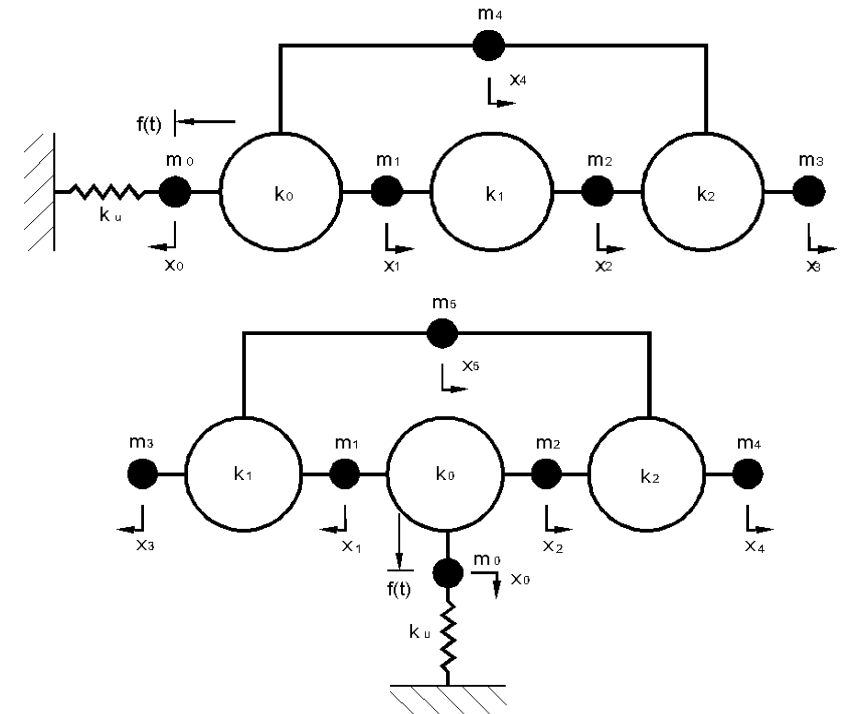 m₄
x₄
f(t)
m₀ m₁ m₂ m₃
k₀ k₁ k₂
kᵤ
x₀ x₁ x₂ x₃
m₅
x₅
m₃ m₁ m₂ m₄
k₁ k₀ k₂
x₃ x₁ x₂ x₄
m₀ x₀
f(t)
kᵤ